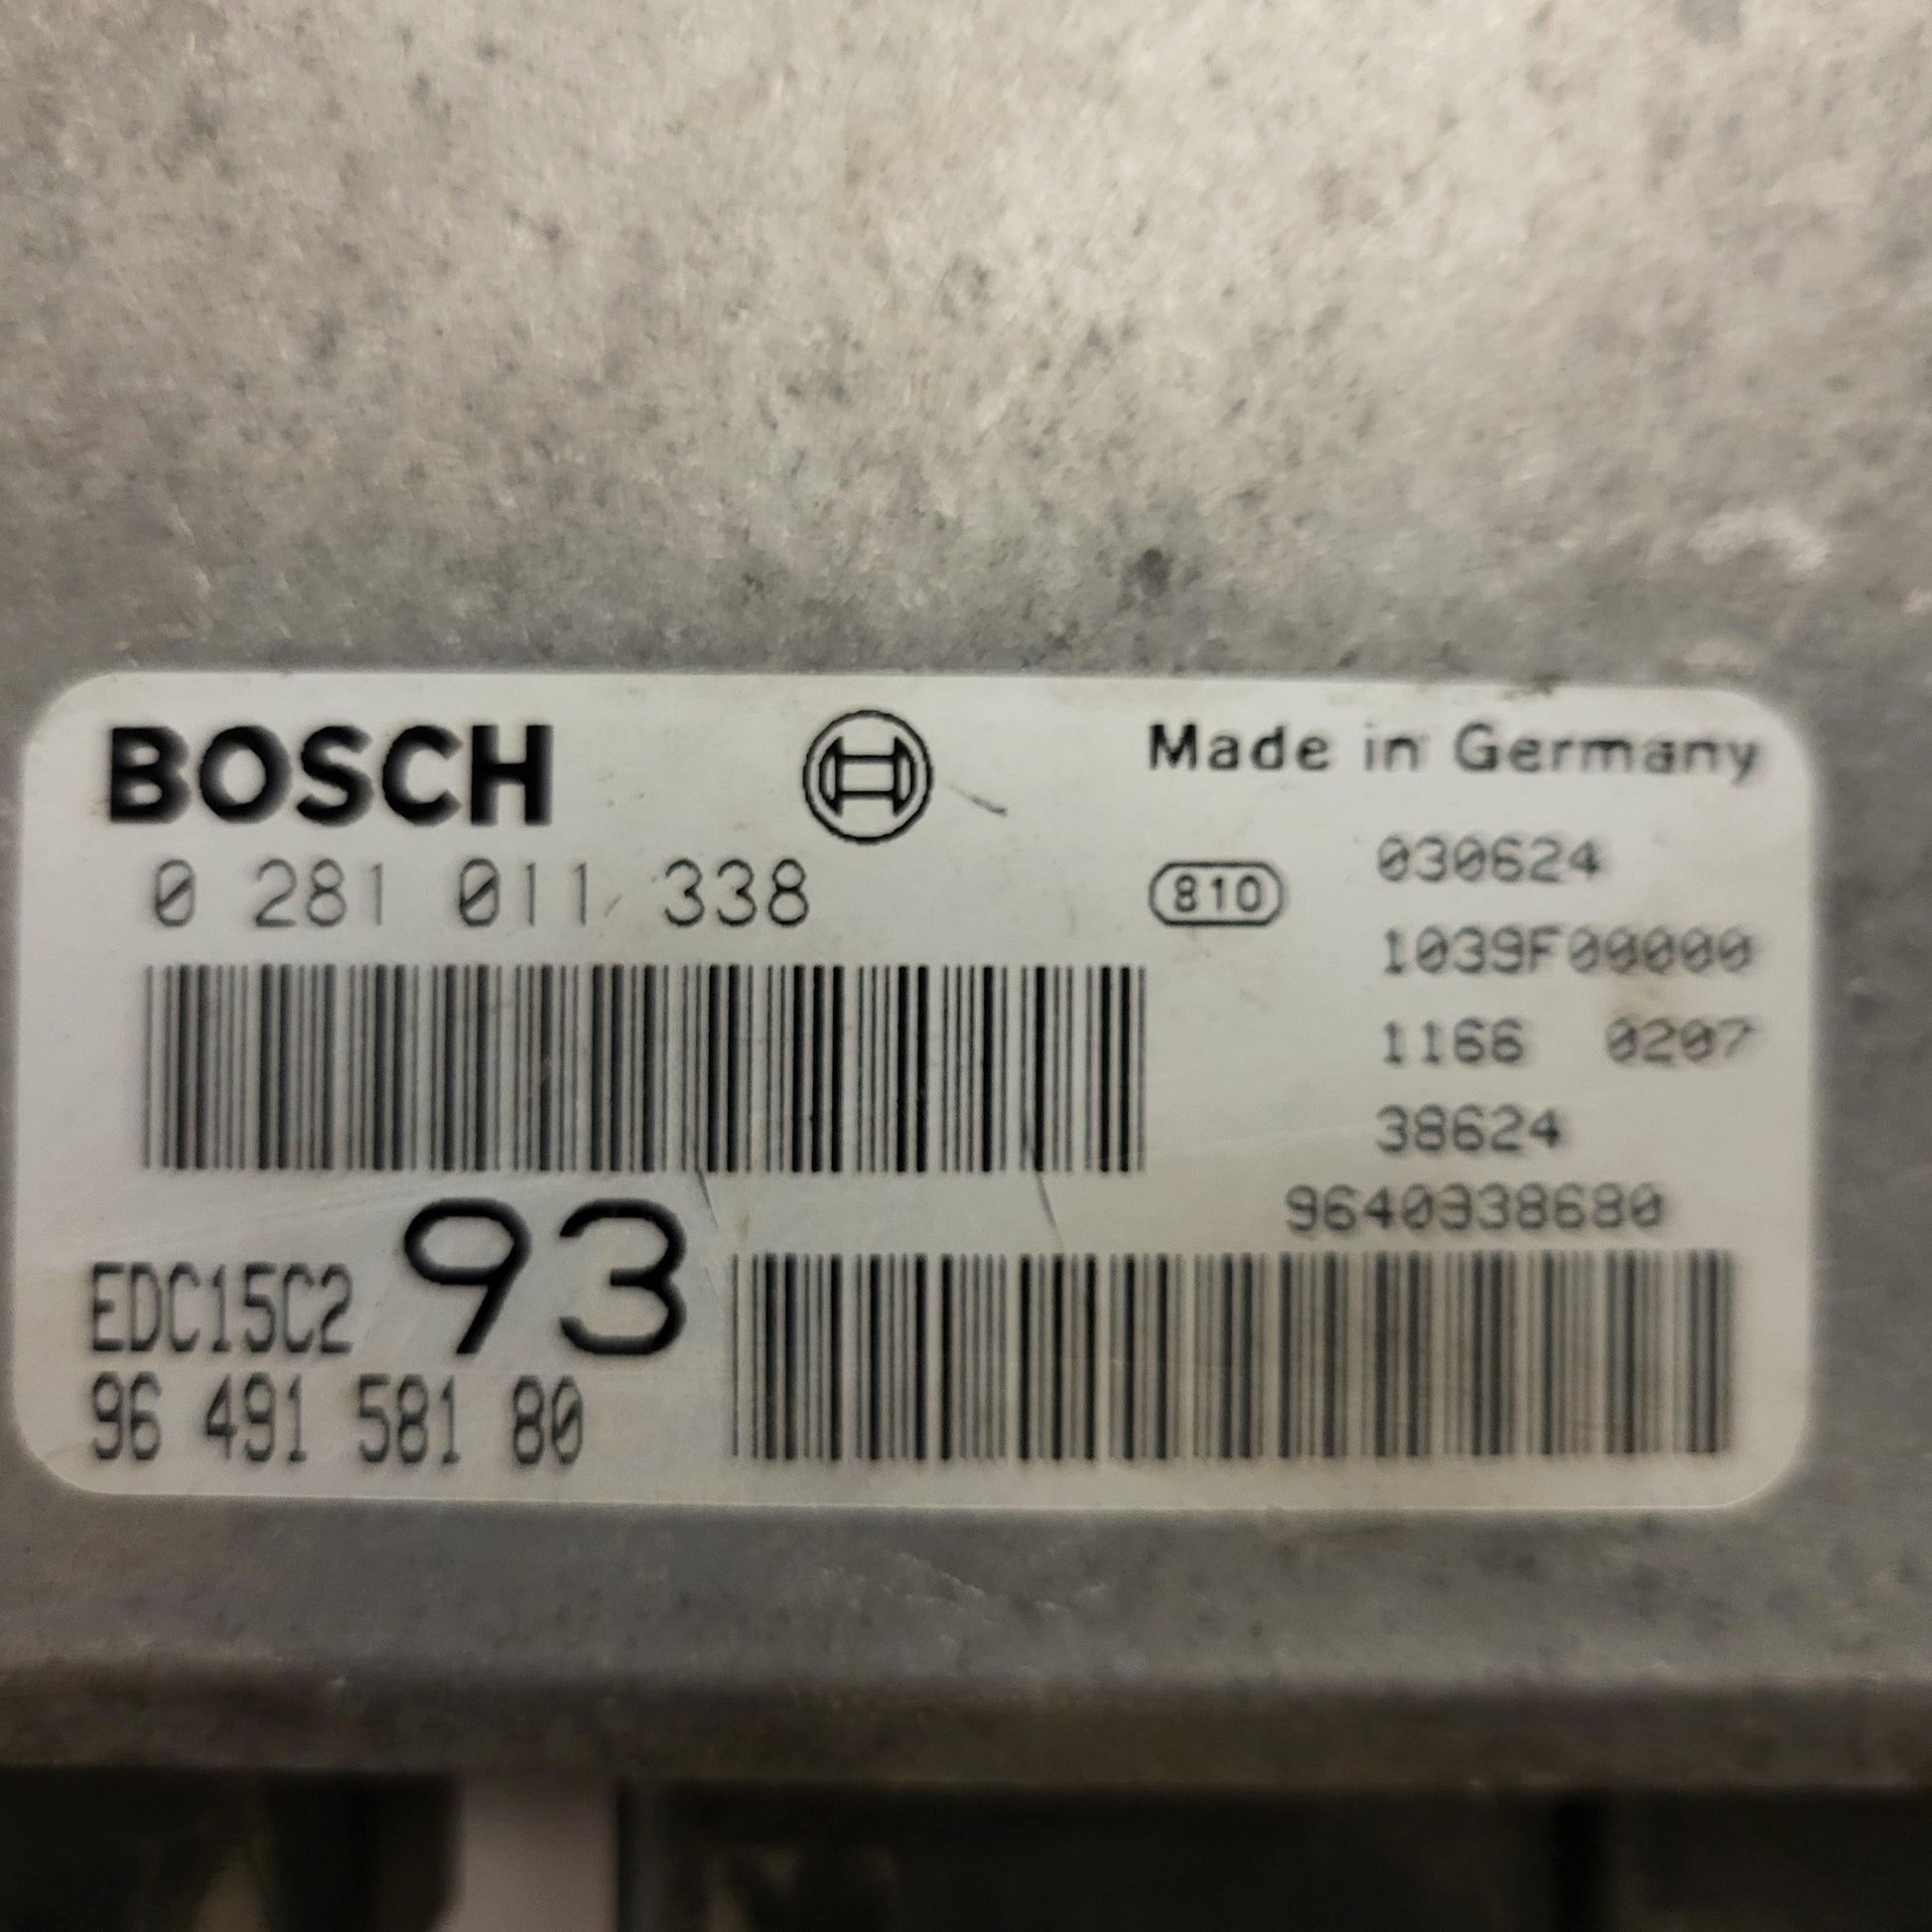 BOSCH
Made in Germany
0 281 011 338
810
030624
1039F00000
1166 0207
38624
9640938680
EDC15C2 93
96 491 581 80